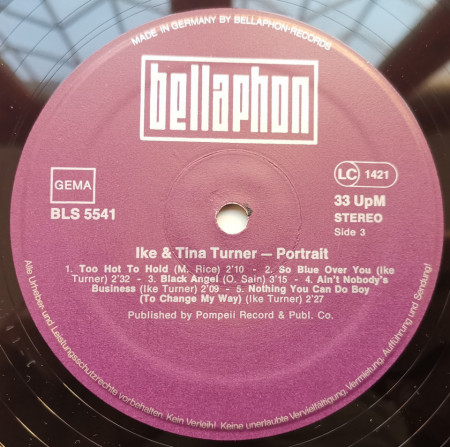 MADE IN GERMANY BY BELLAPHON-RECORDS
bellaphon
GEMA
BLS 5541
LC 1421
33 UpM
STEREO
Side 3
Ike & Tina Turner — Portrait
1. Too Hot To Hold (M. Rice) 2'10 - 2. So Blue Over You (Ike
Turner) 2'32 - 3. Black Angel (O. Sain) 3'15 - 4. Ain't Nobody's
Business (Ike Turner) 2'09 - 5. Nothing You Can Do Boy
(To Change My Way) (Ike Turner) 2'27
Published by Pompeii Record & Publ. Co.
Alle Urheber- und Leistungsschutzrechte vorbehalten. Kein Verleih! Keine unerlaubte Vervielfältigung, Vermietung, Aufführung und Sendung!